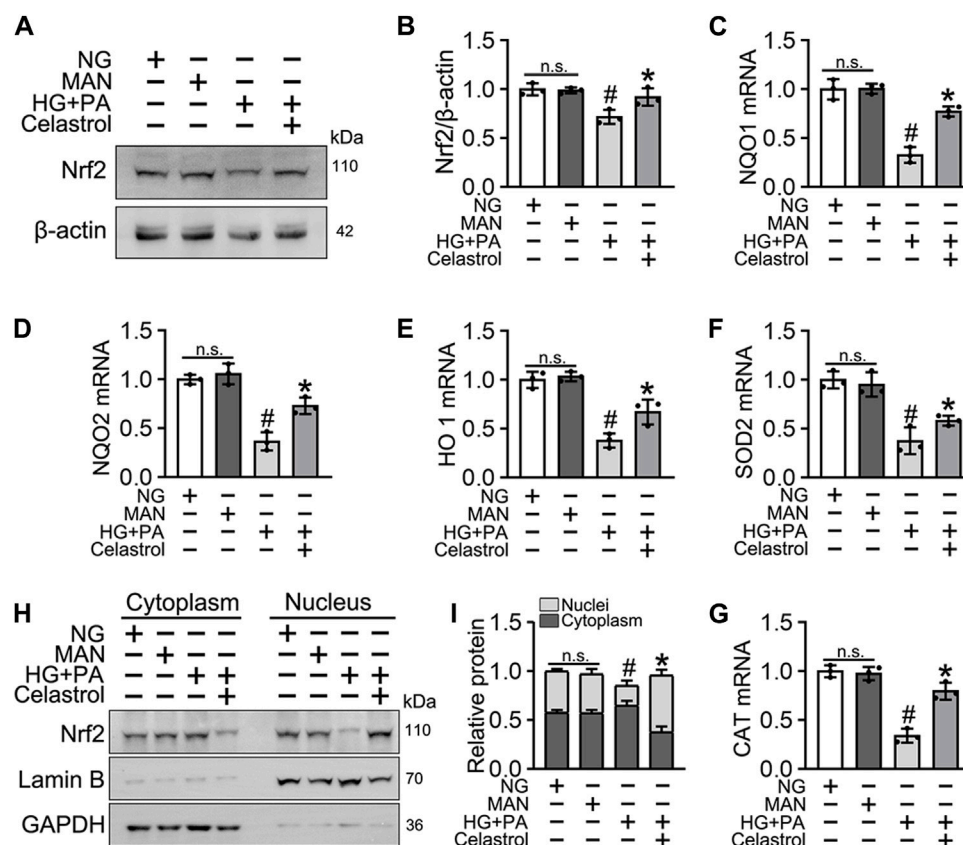 A
NG + − − −
MAN − + − −
HG+PA − − + +
Celastrol − − − +
kDa
Nrf2 110
β-actin 42
B
Nrf2/β-actin
1.5
1.0
0.5
0.0
n.s.
#
*
NG + − − −
MAN − + − −
HG+PA − − + +
Celastrol − − − +
C
NQO1 mRNA
1.5
1.0
0.5
0.0
n.s.
#
*
NG + − − −
MAN − + − −
HG+PA − − + +
Celastrol − − − +
D
NQO2 mRNA
1.5
1.0
0.5
0.0
n.s.
#
*
NG + − − −
MAN − + − −
HG+PA − − + +
Celastrol − − − +
E
HO 1 mRNA
1.5
1.0
0.5
0.0
n.s.
#
*
NG + − − −
MAN − + − −
HG+PA − − + +
Celastrol − − − +
F
SOD2 mRNA
1.5
1.0
0.5
0.0
n.s.
#
*
NG + − − −
MAN − + − −
HG+PA − − + +
Celastrol − − − +
H
Cytoplasm Nucleus
NG + − − − + − − −
MAN − + − − − + − −
HG+PA − − + + − − + +
Celastrol − − − + − − − +
kDa
Nrf2 110
Lamin B 70
GAPDH 36
I
Nuclei
Cytoplasm
Relative protein
1.5
1.0
0.5
0.0
n.s.
#
*
NG + − − −
MAN − + − −
HG+PA − − + +
Celastrol − − − +
G
CAT mRNA
1.5
1.0
0.5
0.0
n.s.
#
*
NG + − − −
MAN − + − −
HG+PA − − + +
Celastrol − − − +